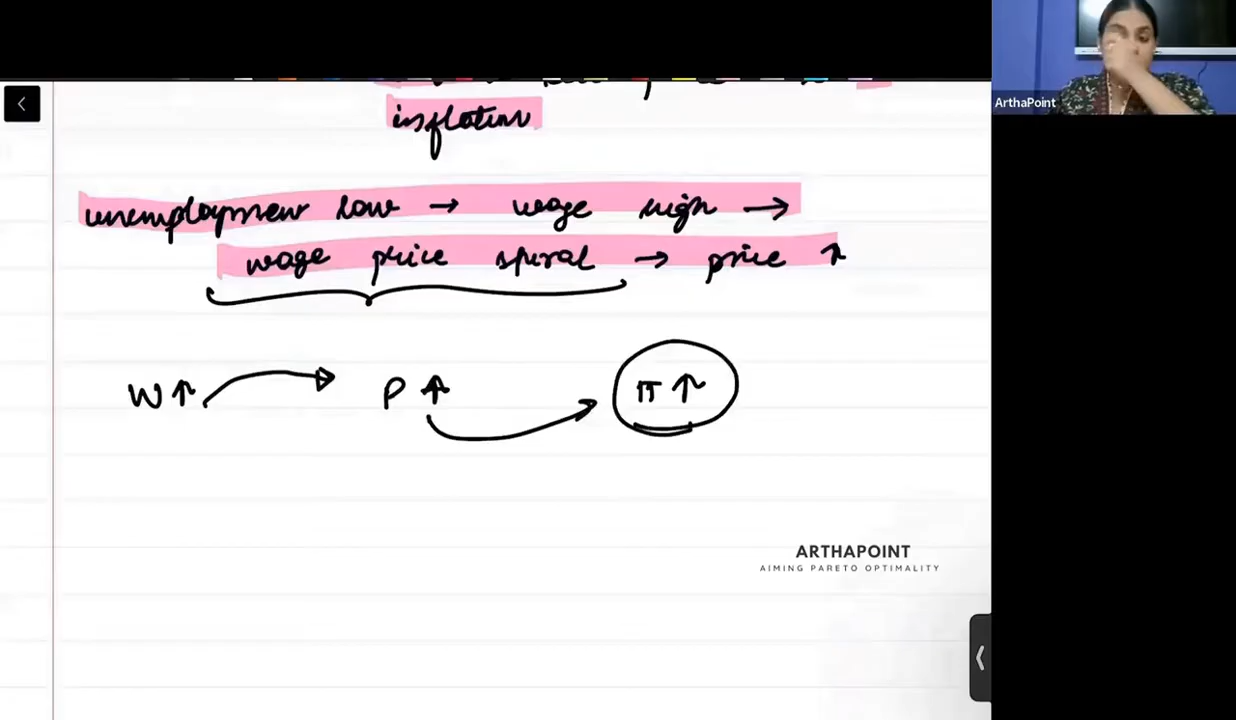 ArthaPoint
inflation
unemployment low → wage high →
wage price spiral → price ↑
W↑ P↑ π↑
ARTHAPOINT
AIMING PARETO OPTIMALITY